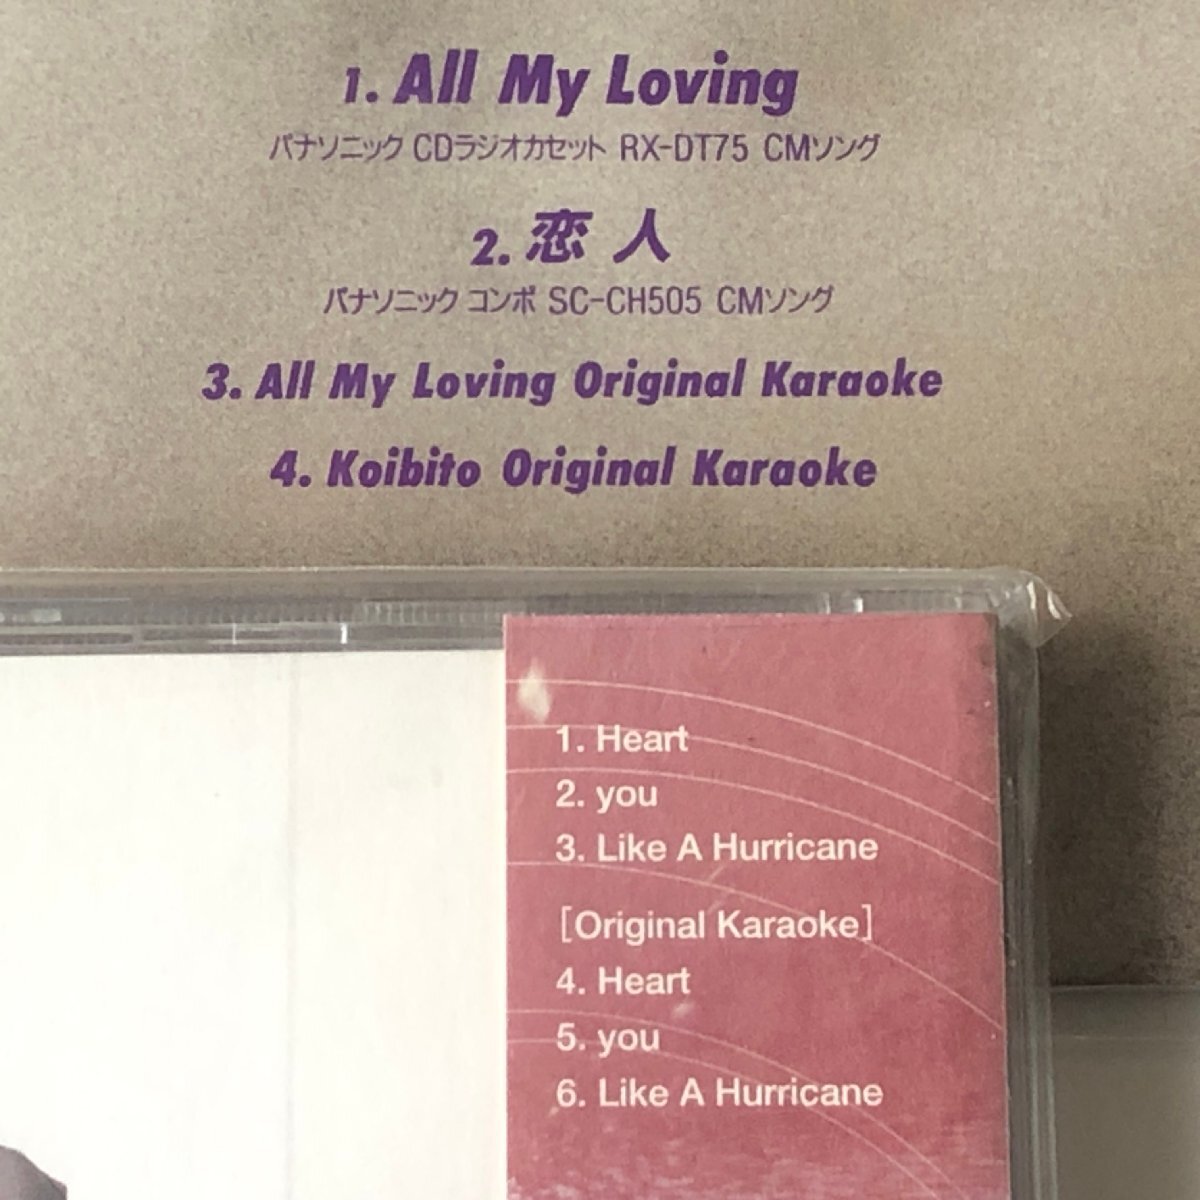 1. All My Loving
パナソニック CDラジオカセット RX-DT75 CMソング
2. 恋人
パナソニック コンポ SC-CH505 CMソング
3. All My Loving Original Karaoke
4. Koibito Original Karaoke
1. Heart
2. you
3. Like A Hurricane
[Original Karaoke]
4. Heart
5. you
6. Like A Hurricane